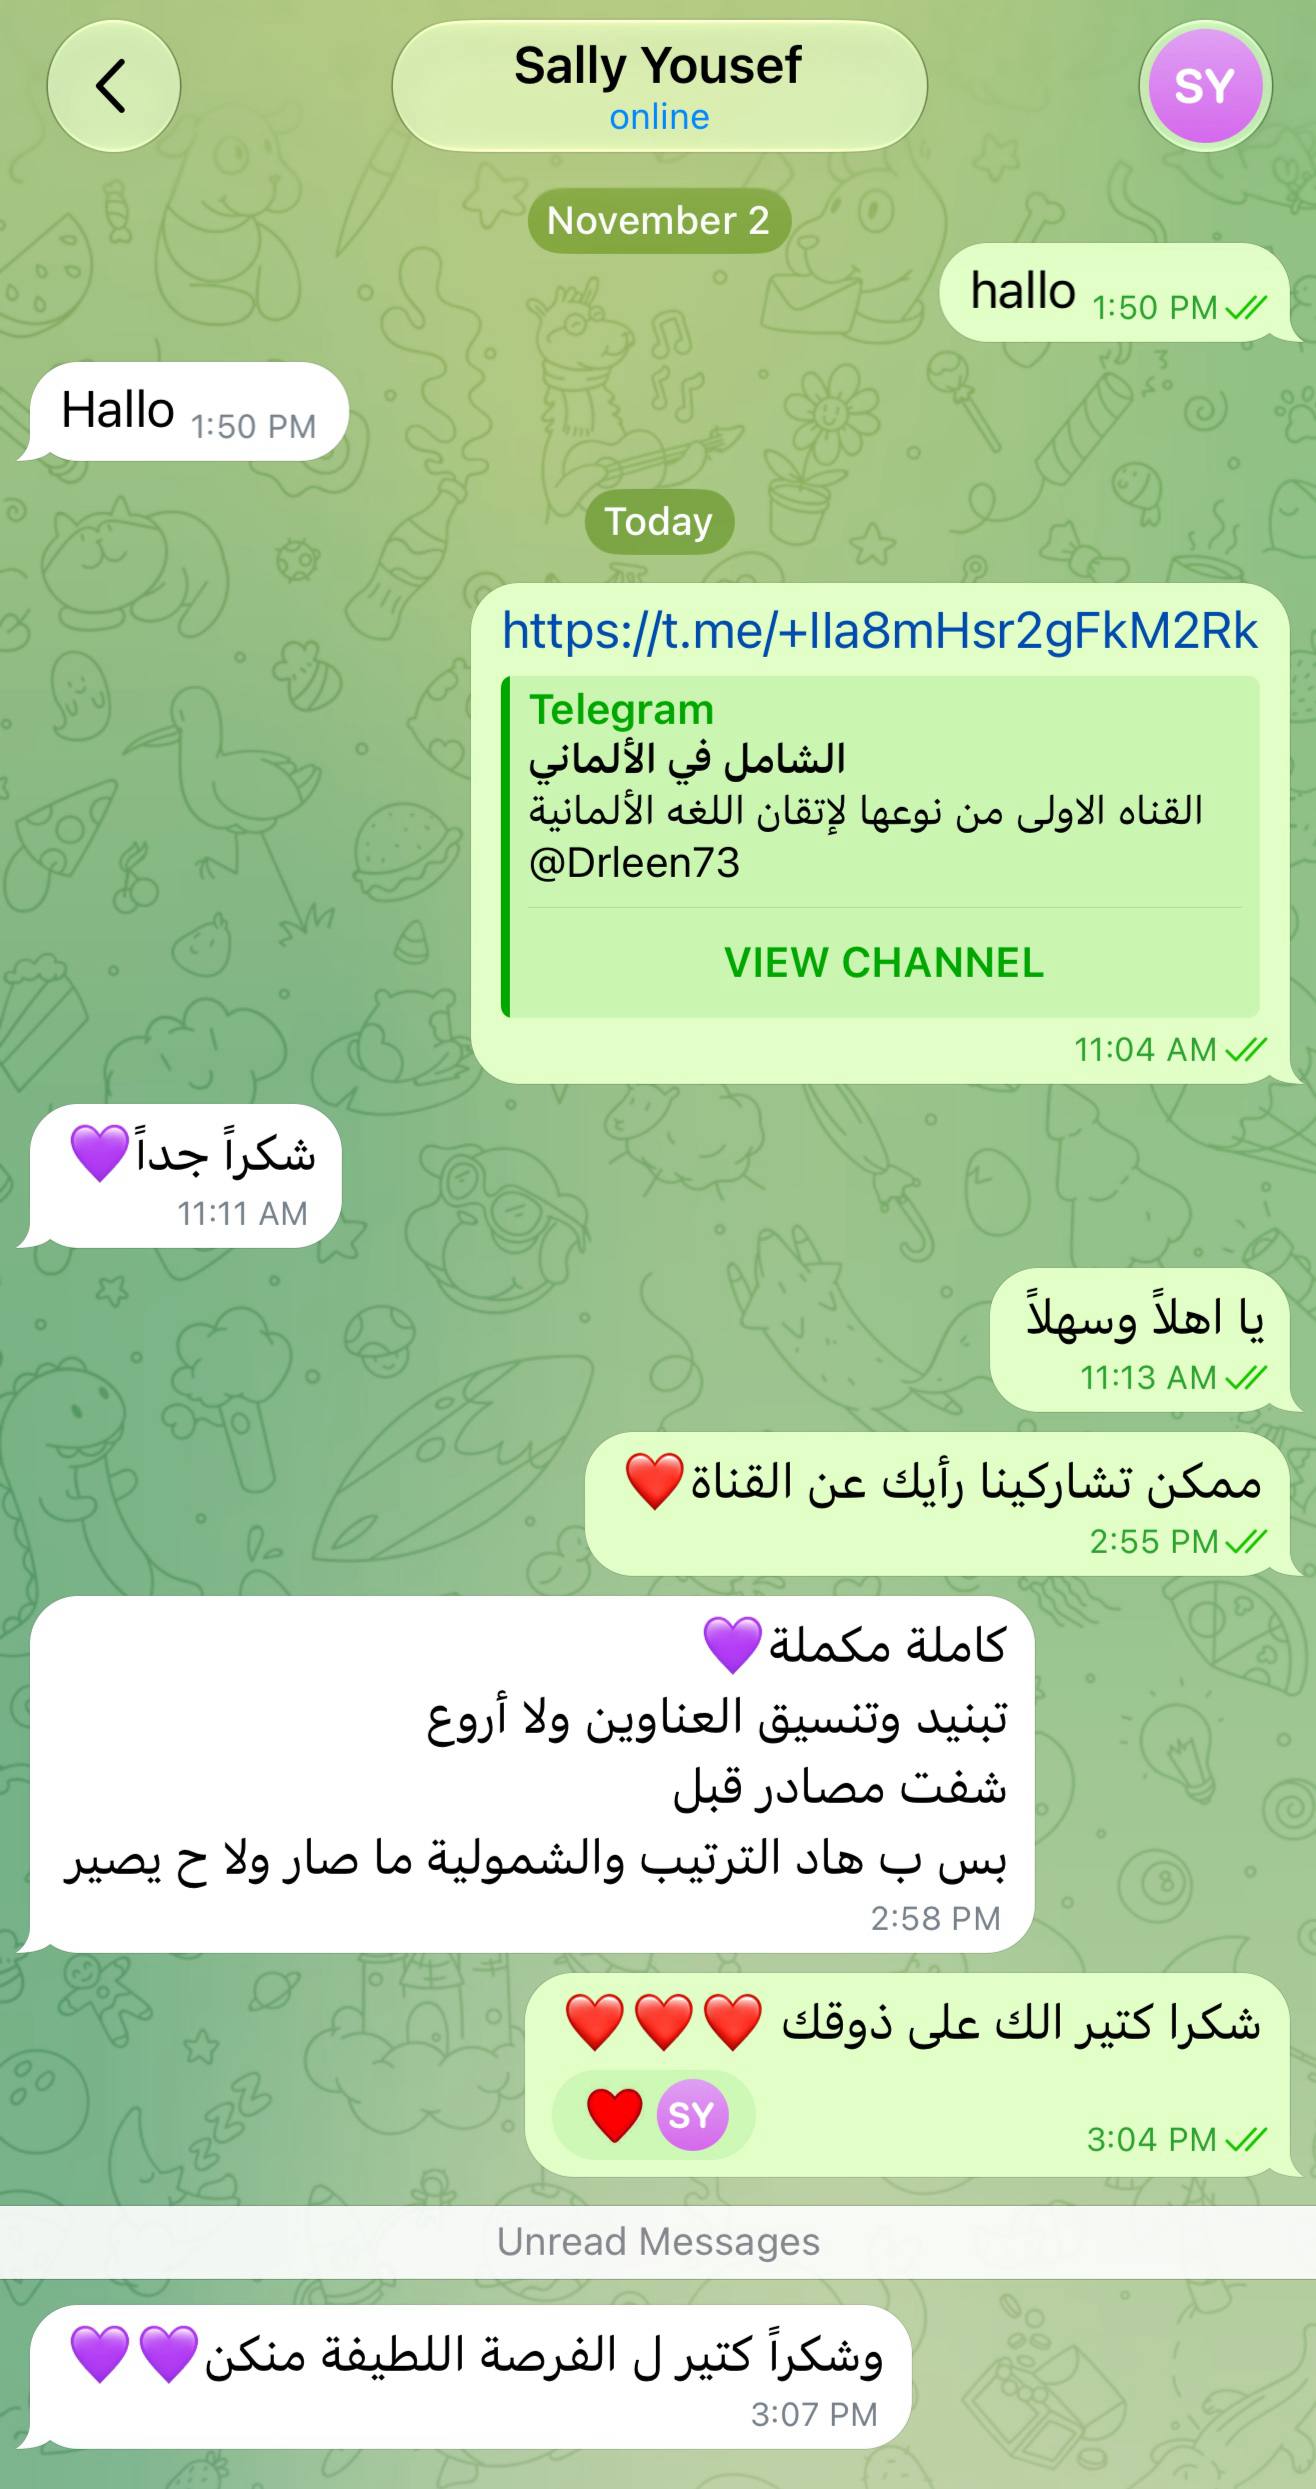 Sally Yousef
online
SY
November 2
hallo 1:50 PM
Hallo 1:50 PM
Today
https://t.me/+IIa8mHsr2gFkM2Rk
Telegram
الشامل في الألماني
القناه الاولى من نوعها لإتقان اللغه الألمانية
@Drleen73
VIEW CHANNEL
11:04 AM
شكراً جداً💜
11:11 AM
يا اهلاً وسهلاً
11:13 AM
ممكن تشاركينا رأيك عن القناة❤️
2:55 PM
كاملة مكملة💜
تبنيد وتنسيق العناوين ولا أروع
شفت مصادر قبل
بس ب هاد الترتيب والشمولية ما صار ولا ح يصير
2:58 PM
شكرا كتير الك على ذوقك ❤️❤️❤️
❤️ SY
3:04 PM
Unread Messages
وشكراً كتير ل الفرصة اللطيفة منكن💜💜
3:07 PM